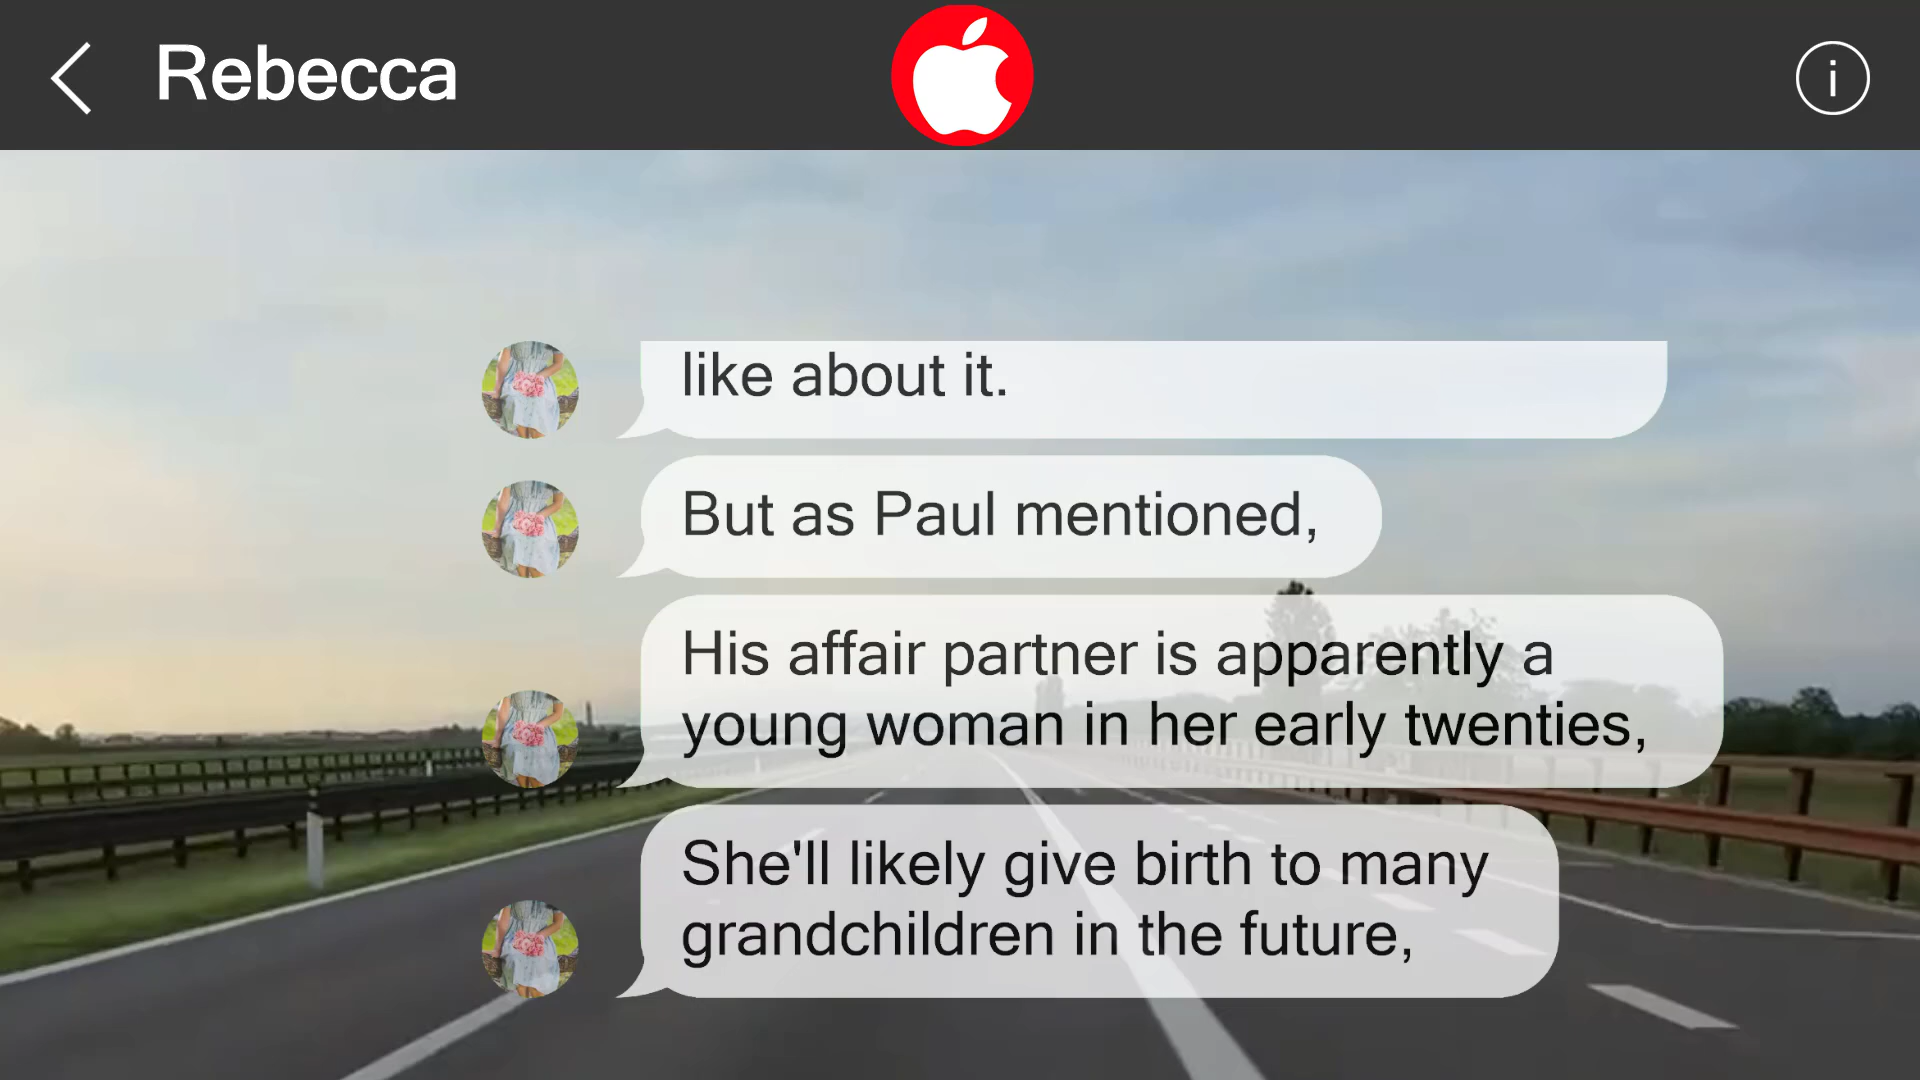 Rebecca
i
like about it.
But as Paul mentioned,
His affair partner is apparently a
young woman in her early twenties,
She'll likely give birth to many
grandchildren in the future,